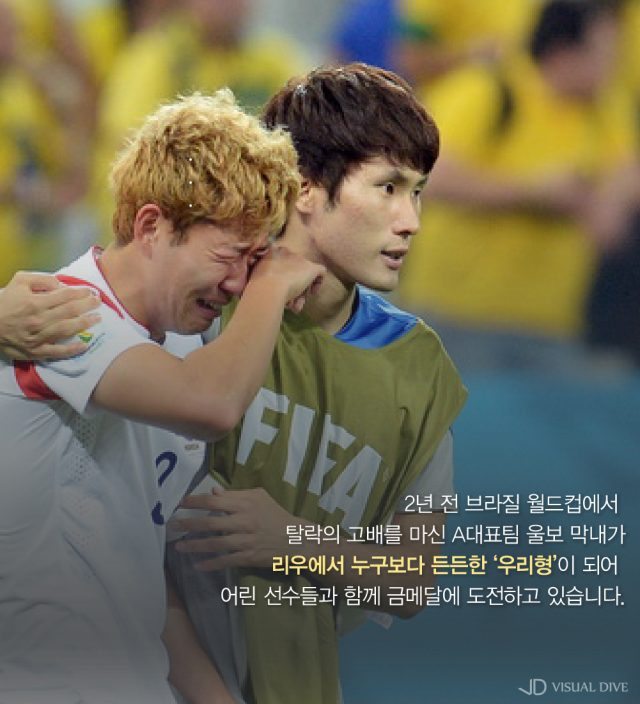 FIFA
2년 전 브라질 월드컵에서
탈락의 고배를 마신 A대표팀 울보 막내가
리우에서 누구보다 든든한 ‘우리형’이 되어
어린 선수들과 함께 금메달에 도전하고 있습니다.
JD VISUAL DIVE